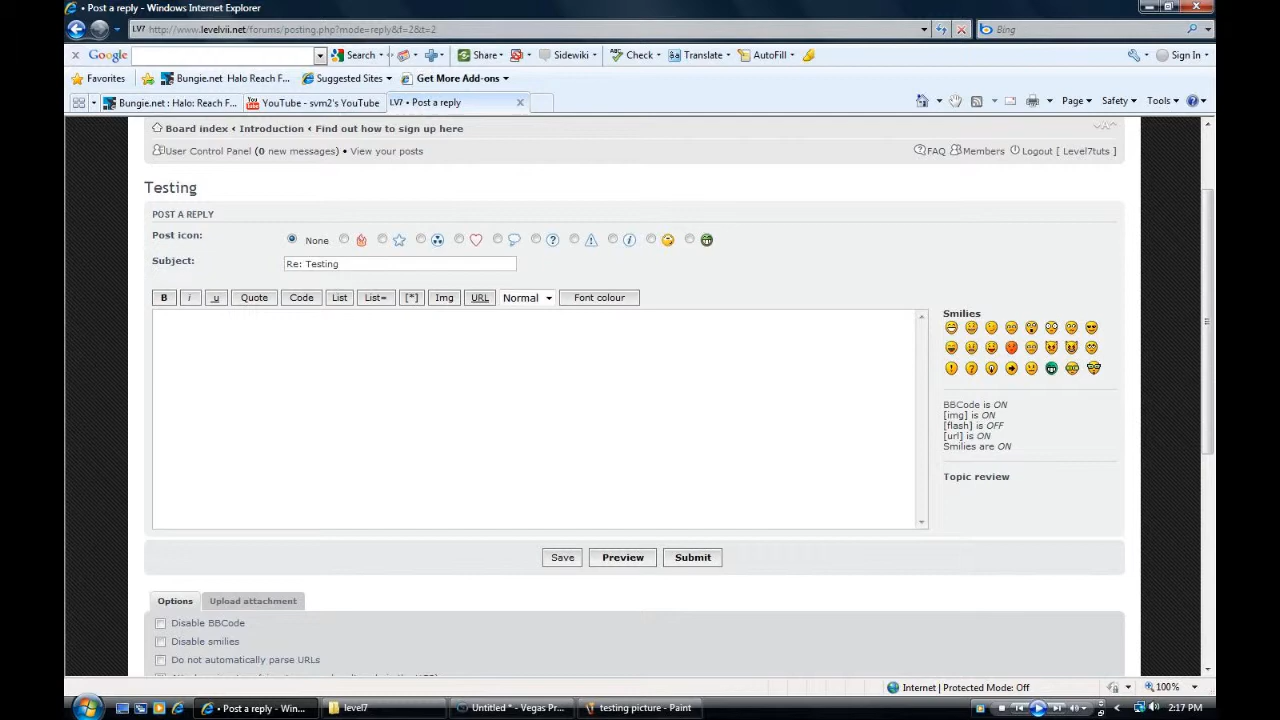 • Post a reply - Windows Internet Explorer
LV7 http://www.levelvii.net/forums/posting.php?mode=reply&f=2&t=2 Bing
Google Search Share Sidewiki Check Translate AutoFill Sign In
Favorites Bungie.net Halo Reach F... Suggested Sites Get More Add-ons
Bungie.net : Halo: Reach F... YouTube - svm2's YouTube LV7 • Post a reply Page Safety Tools
Board index ‹ Introduction ‹ Find out how to sign up here
User Control Panel (0 new messages) • View your posts FAQ Members Logout [ Level7tuts ]
Testing
POST A REPLY
Post icon: None
Subject: Re: Testing
B i u Quote Code List List= [*] Img URL Normal Font colour
Smilies
BBCode is ON
[img] is ON
[flash] is OFF
[url] is ON
Smilies are ON
Topic review
Save Preview Submit
Options Upload attachment
Disable BBCode
Disable smilies
Do not automatically parse URLs
Internet | Protected Mode: Off 100%
• Post a reply - Win... level7 Untitled * - Vegas Pr... testing picture - Paint 2:17 PM